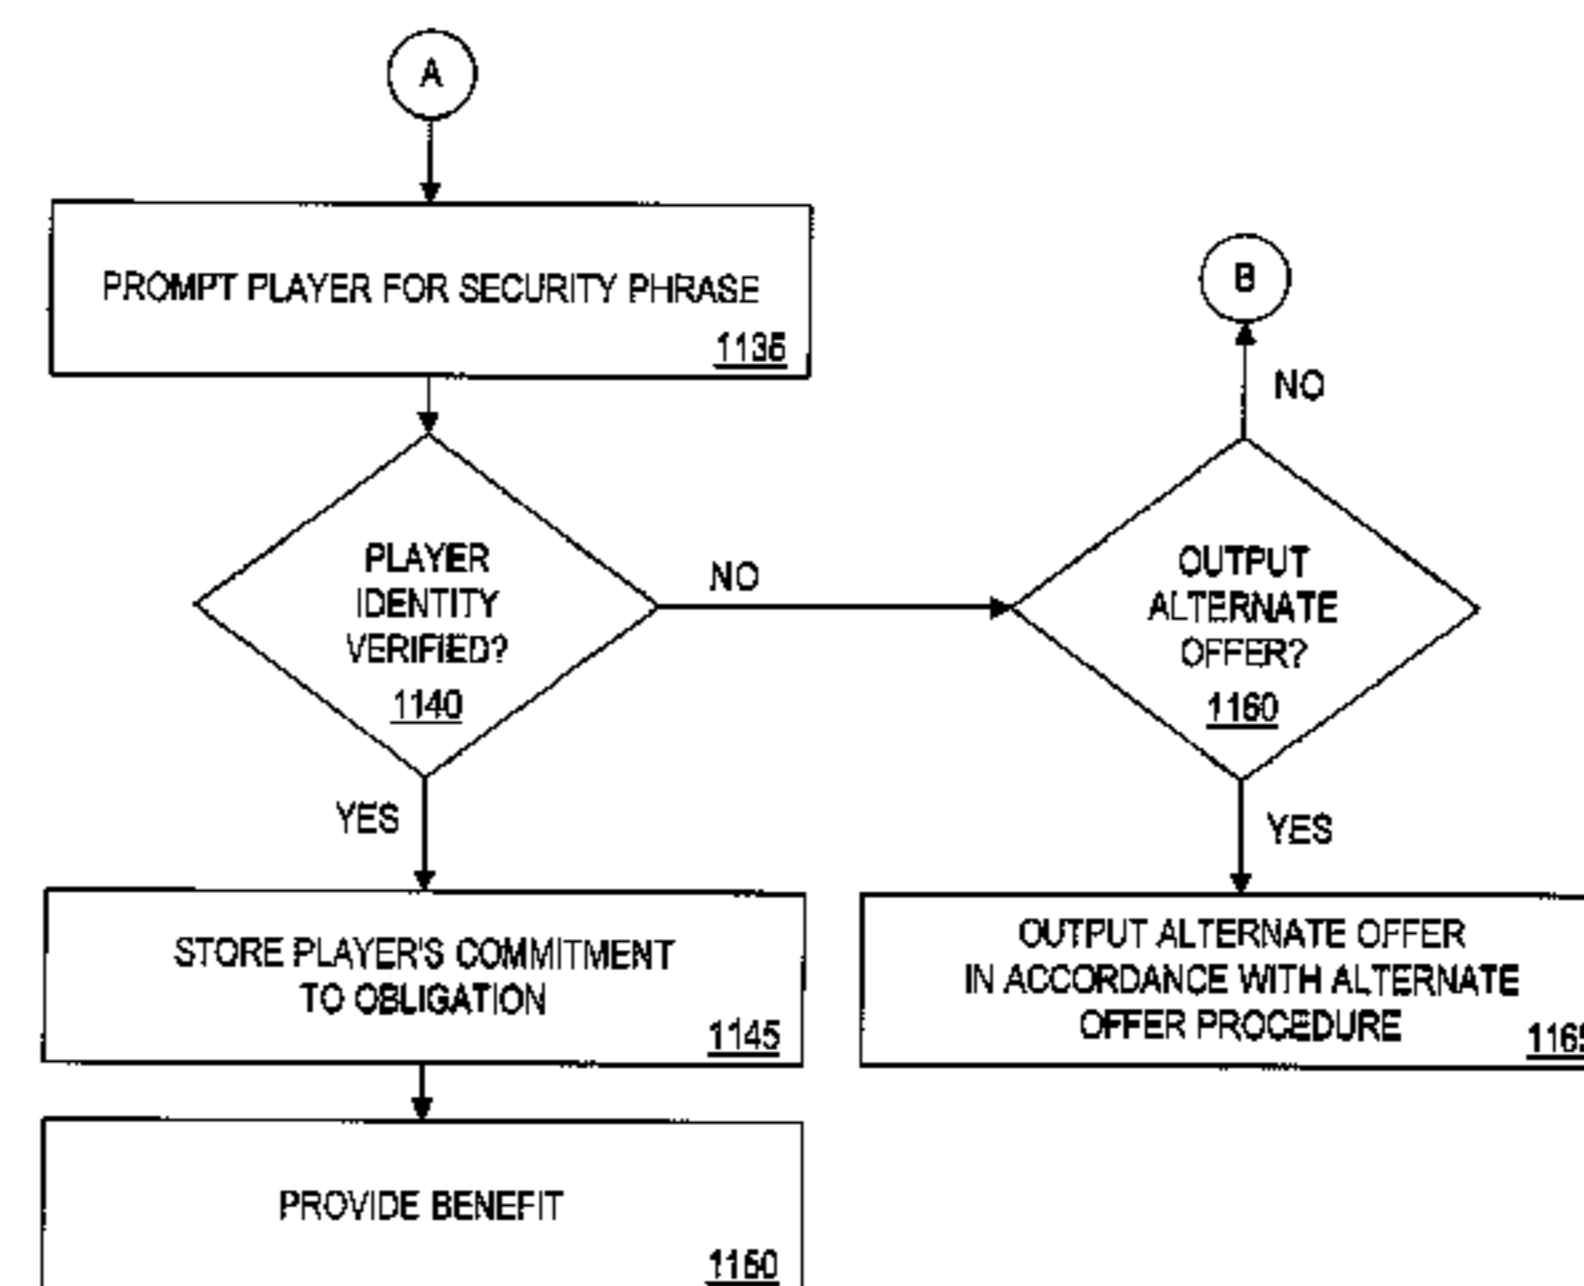 A
PROMPT PLAYER FOR SECURITY PHRASE
1135
B
NO
PLAYER
IDENTITY
VERIFIED?
1140
NO
OUTPUT
ALTERNATE
OFFER?
1160
YES
YES
STORE PLAYER'S COMMITMENT
TO OBLIGATION
1145
OUTPUT ALTERNATE OFFER
IN ACCORDANCE WITH ALTERNATE
OFFER PROCEDURE
1165
PROVIDE BENEFIT
1150